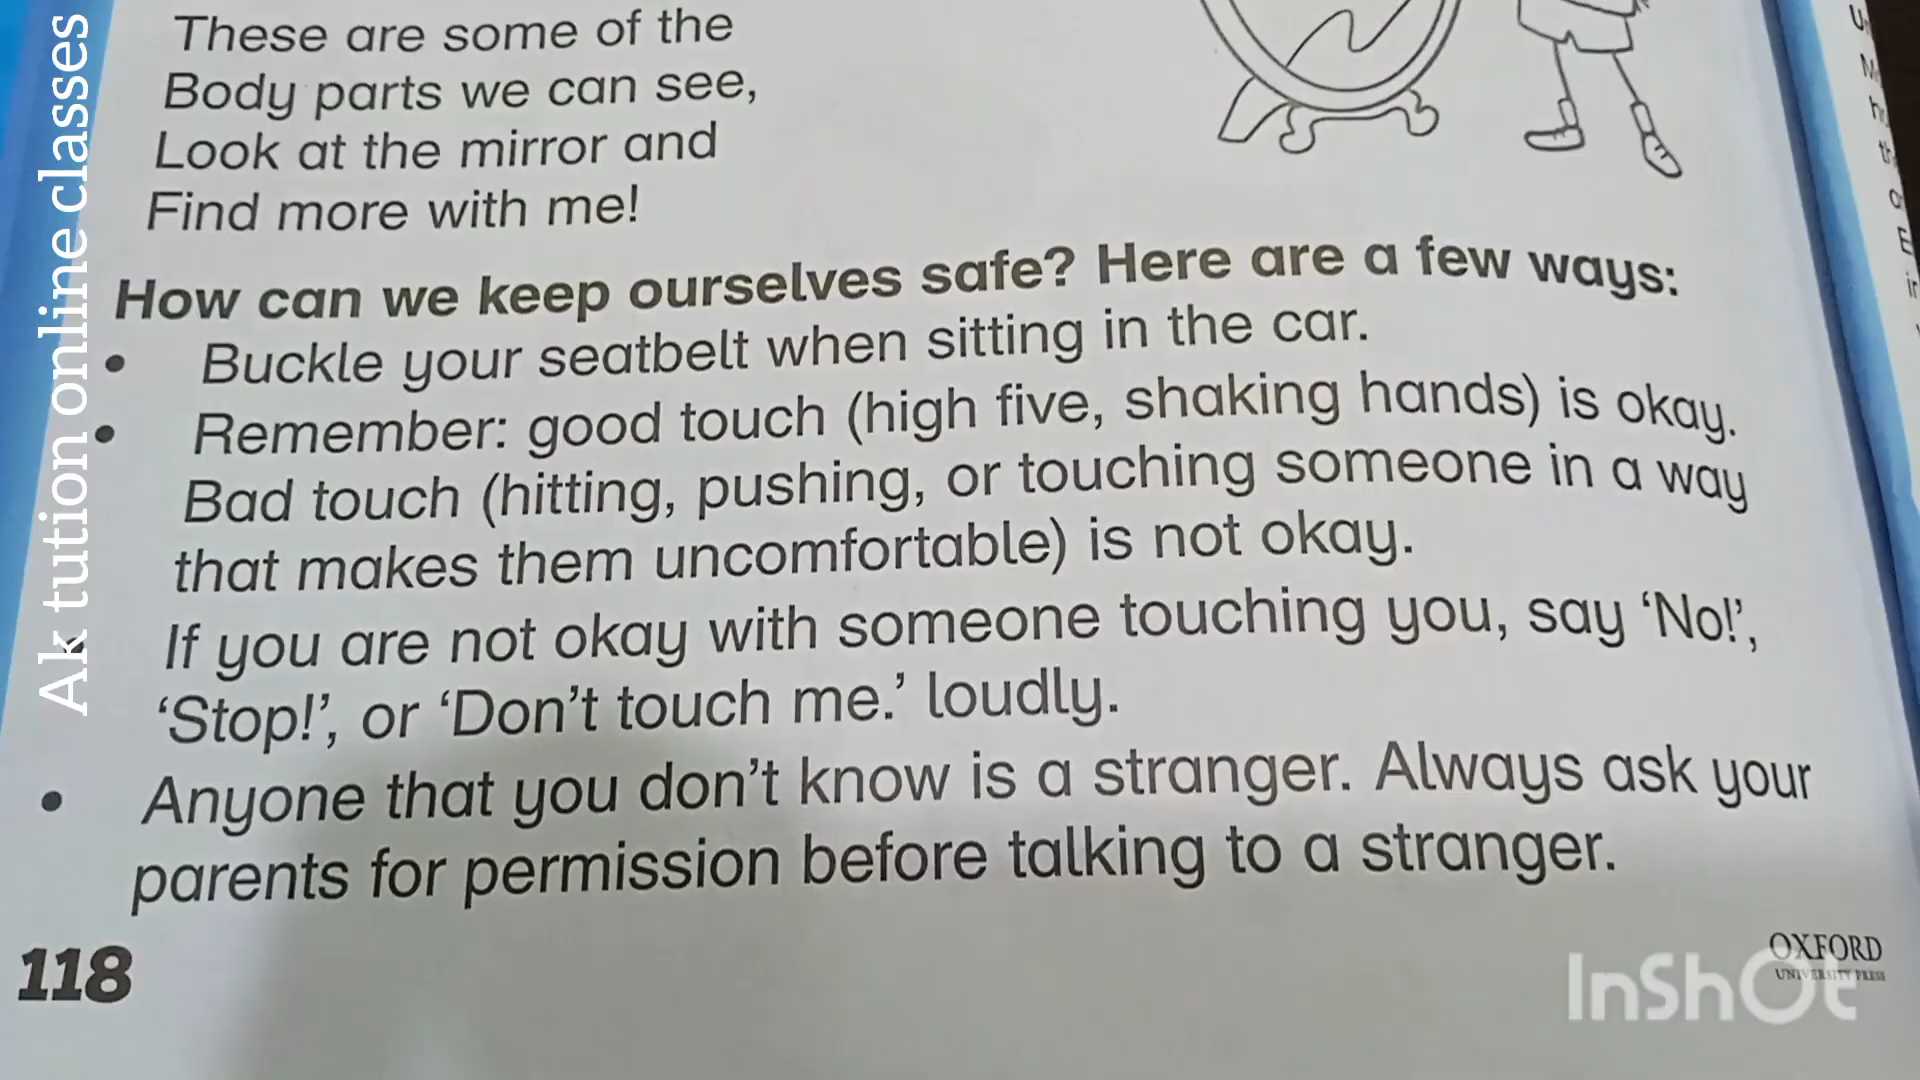 These are some of the
Body parts we can see,
Look at the mirror and
Find more with me!
How can we keep ourselves safe? Here are a few ways:
• Buckle your seatbelt when sitting in the car.
• Remember: good touch (high five, shaking hands) is okay.
Bad touch (hitting, pushing, or touching someone in a way
that makes them uncomfortable) is not okay.
If you are not okay with someone touching you, say ‘No!’,
‘Stop!’, or ‘Don’t touch me.’ loudly.
• Anyone that you don’t know is a stranger. Always ask your
parents for permission before talking to a stranger.
118
OXFORD
UNIVERSITY PRESS
InShOt
Ak tution online classes